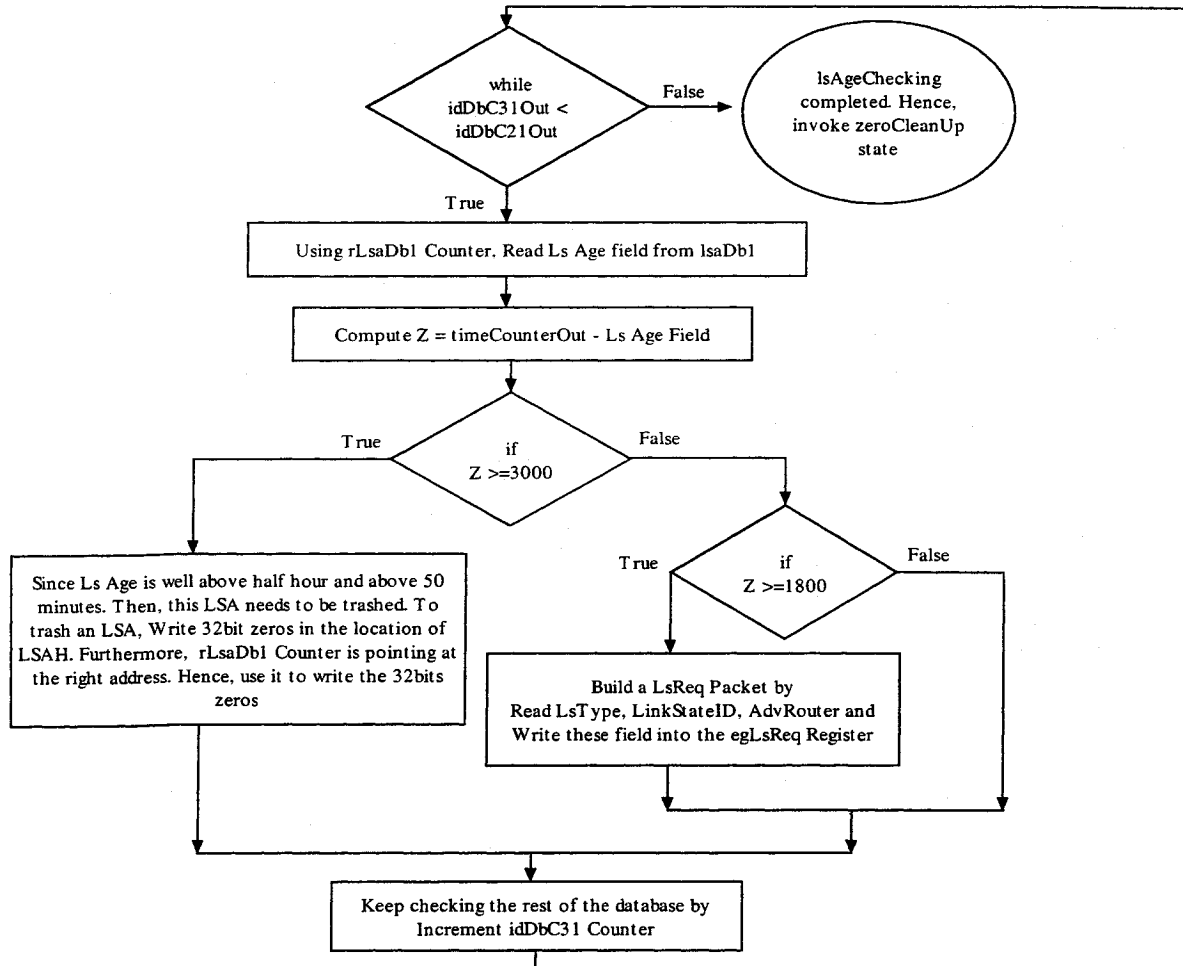 while
idDbC31Out <
idDbC21Out
False
lsAgeChecking
completed. Hence,
invoke zeroCleanUp
state
True
Using rLsaDb1 Counter, Read Ls Age field from lsaDb1
Compute Z = timeCounterOut - Ls Age Field
True
if
Z >=3000
False
Since Ls Age is well above half hour and above 50
minutes. Then, this LSA needs to be trashed. To
trash an LSA, Write 32bit zeros in the location of
LSAH. Furthermore, rLsaDb1 Counter is pointing at
the right address. Hence, use it to write the 32bits
zeros
True
if
Z >=1800
False
Build a LsReq Packet by
Read LsType, LinkStateID, AdvRouter and
Write these field into the egLsReq Register
Keep checking the rest of the database by
Increment idDbC31 Counter